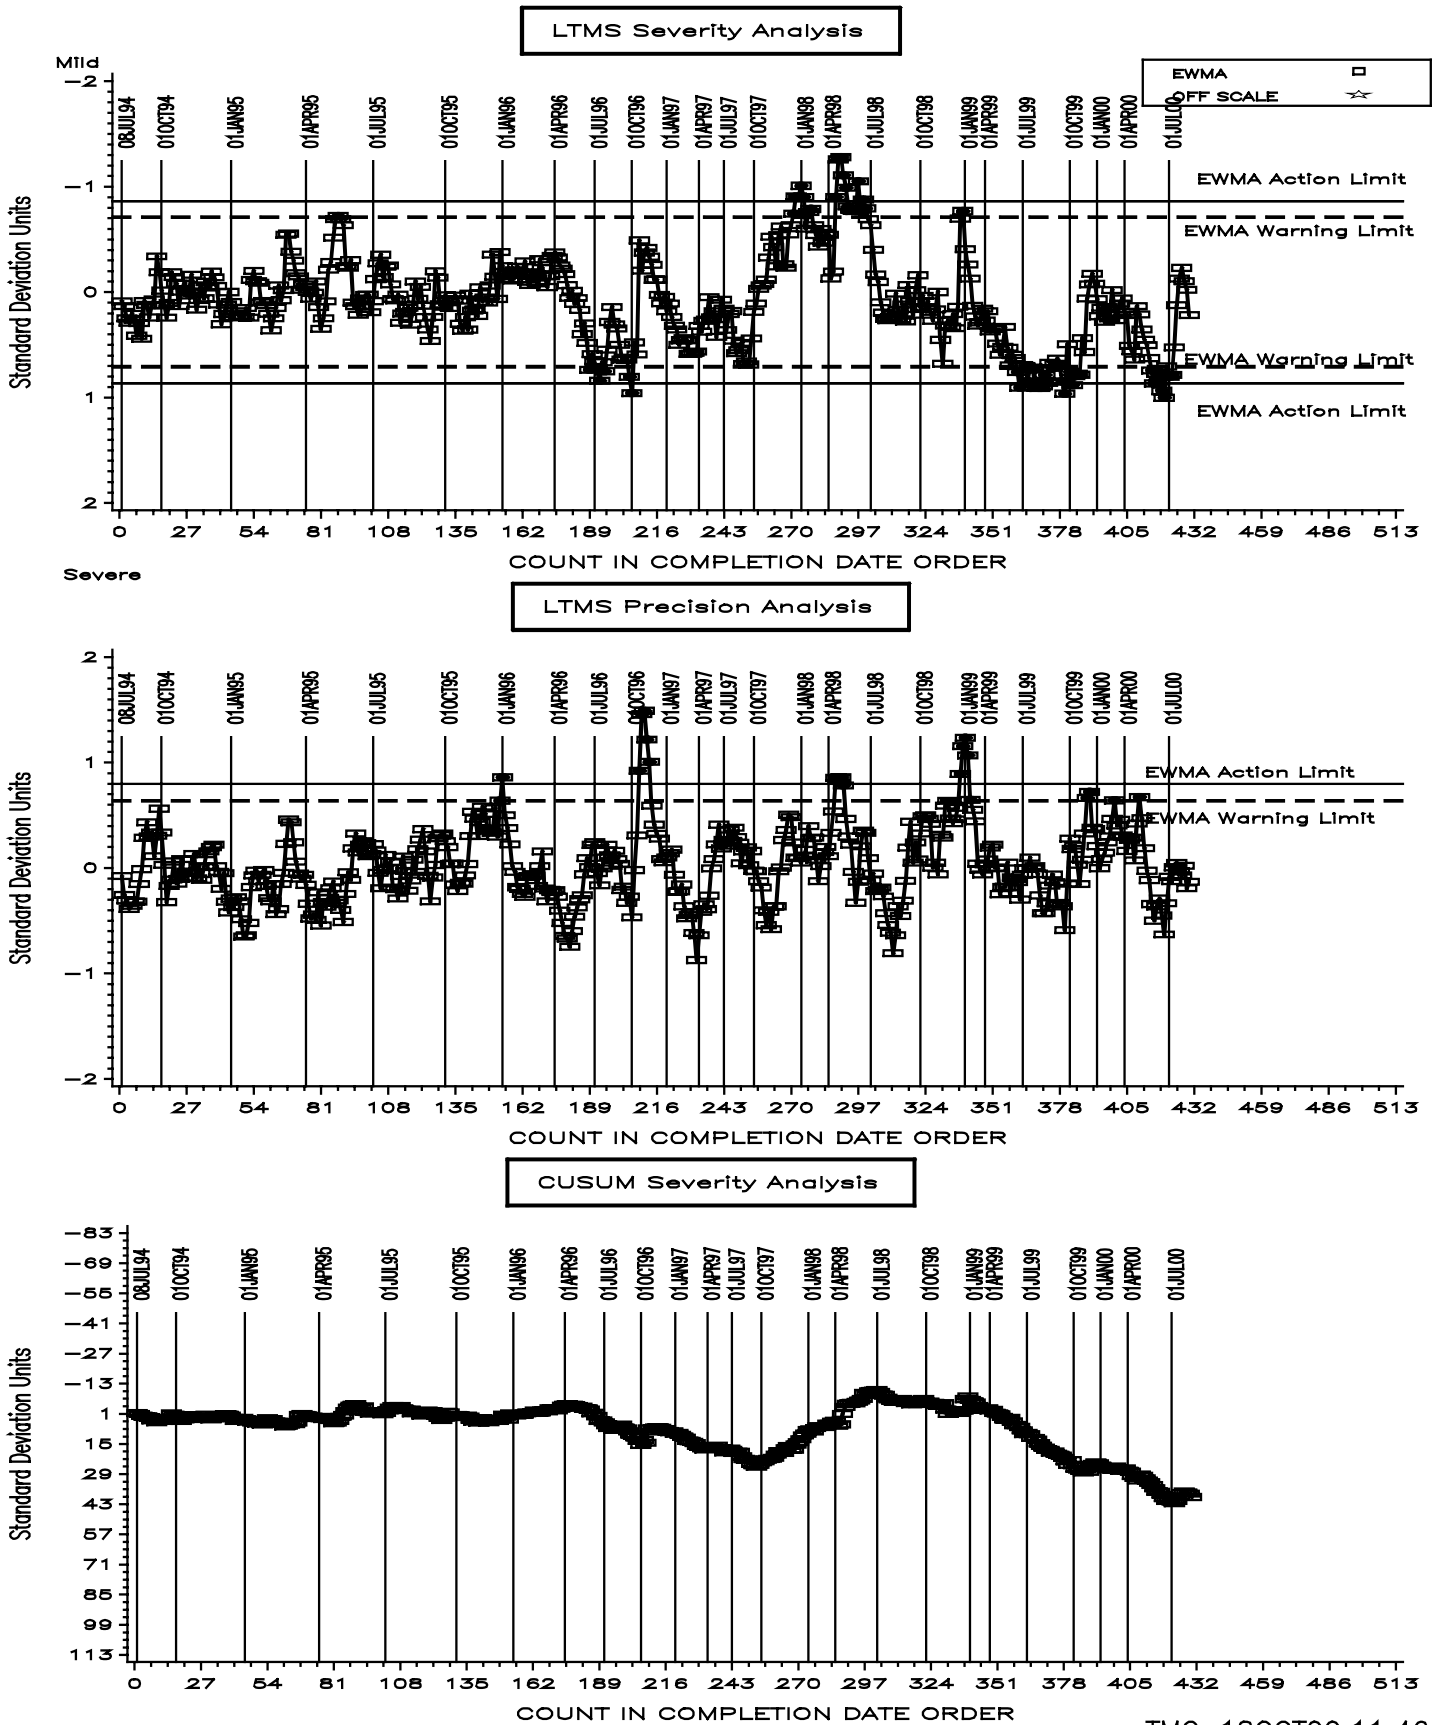 LTMS Severity Analysis
Mild
EWMA
OFF SCALE
-2
-1
0
1
2
Standard Deviation Units
08JUL94 01OCT94 01JAN95 01APR95 01JUL95 01OCT95 01JAN96 01APR96 01JUL96 01OCT96 01JAN97 01APR97 01JUL97 01OCT97 01JAN98 01APR98 01JUL98 01OCT98 01JAN99 01APR99 01JUL99 01OCT99 01JAN00 01APR00 01JUL00
EWMA Action Limit
EWMA Warning Limit
EWMA Warning Limit
EWMA Action Limit
0 27 54 81 108 135 162 189 216 243 270 297 324 351 378 405 432 459 486 513
COUNT IN COMPLETION DATE ORDER
Severe
LTMS Precision Analysis
2
1
0
-1
-2
Standard Deviation Units
08JUL94 01OCT94 01JAN95 01APR95 01JUL95 01OCT95 01JAN96 01APR96 01JUL96 01OCT96 01JAN97 01APR97 01JUL97 01OCT97 01JAN98 01APR98 01JUL98 01OCT98 01JAN99 01APR99 01JUL99 01OCT99 01JAN00 01APR00 01JUL00
EWMA Action Limit
EWMA Warning Limit
0 27 54 81 108 135 162 189 216 243 270 297 324 351 378 405 432 459 486 513
COUNT IN COMPLETION DATE ORDER
CUSUM Severity Analysis
-83
-69
-55
-41
-27
-13
1
15
29
43
57
71
85
99
113
Standard Deviation Units
08JUL94 01OCT94 01JAN95 01APR95 01JUL95 01OCT95 01JAN96 01APR96 01JUL96 01OCT96 01JAN97 01APR97 01JUL97 01OCT97 01JAN98 01APR98 01JUL98 01OCT98 01JAN99 01APR99 01JUL99 01OCT99 01JAN00 01APR00 01JUL00
0 27 54 81 108 135 162 189 216 243 270 297 324 351 378 405 432 459 486 513
COUNT IN COMPLETION DATE ORDER